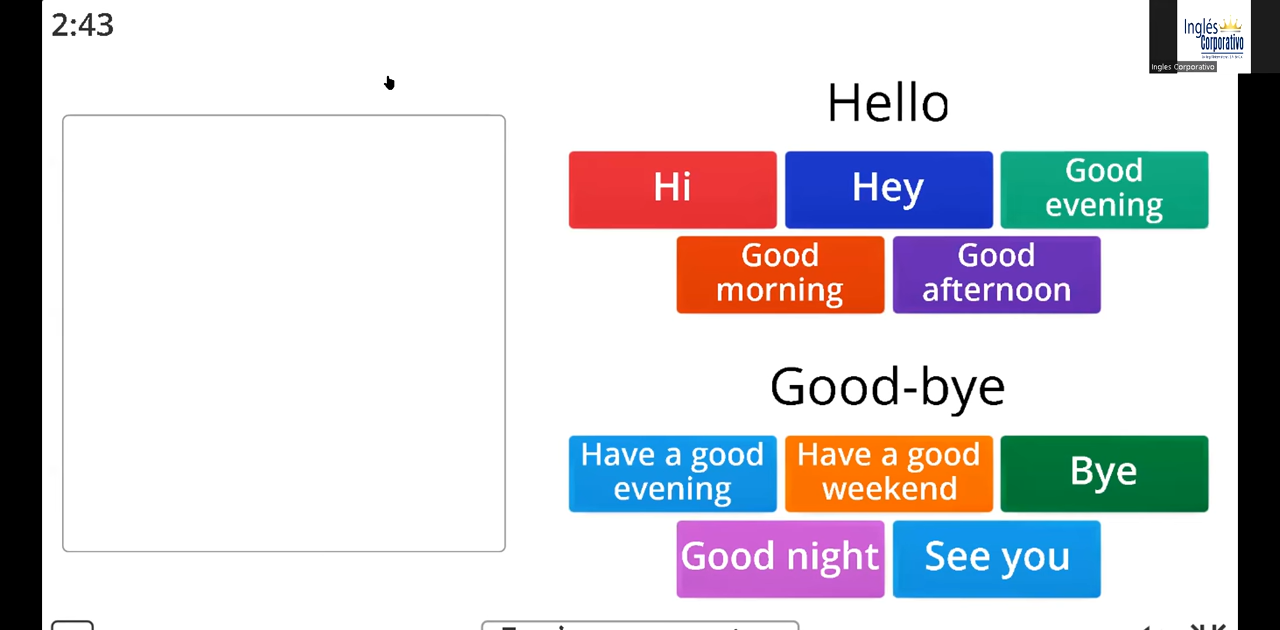 2:43
Inglés
Corporativo
Ingles Corporativo
Hello
Hi
Hey
Good
evening
Good
morning
Good
afternoon
Good-bye
Have a good
evening
Have a good
weekend
Bye
Good night
See you